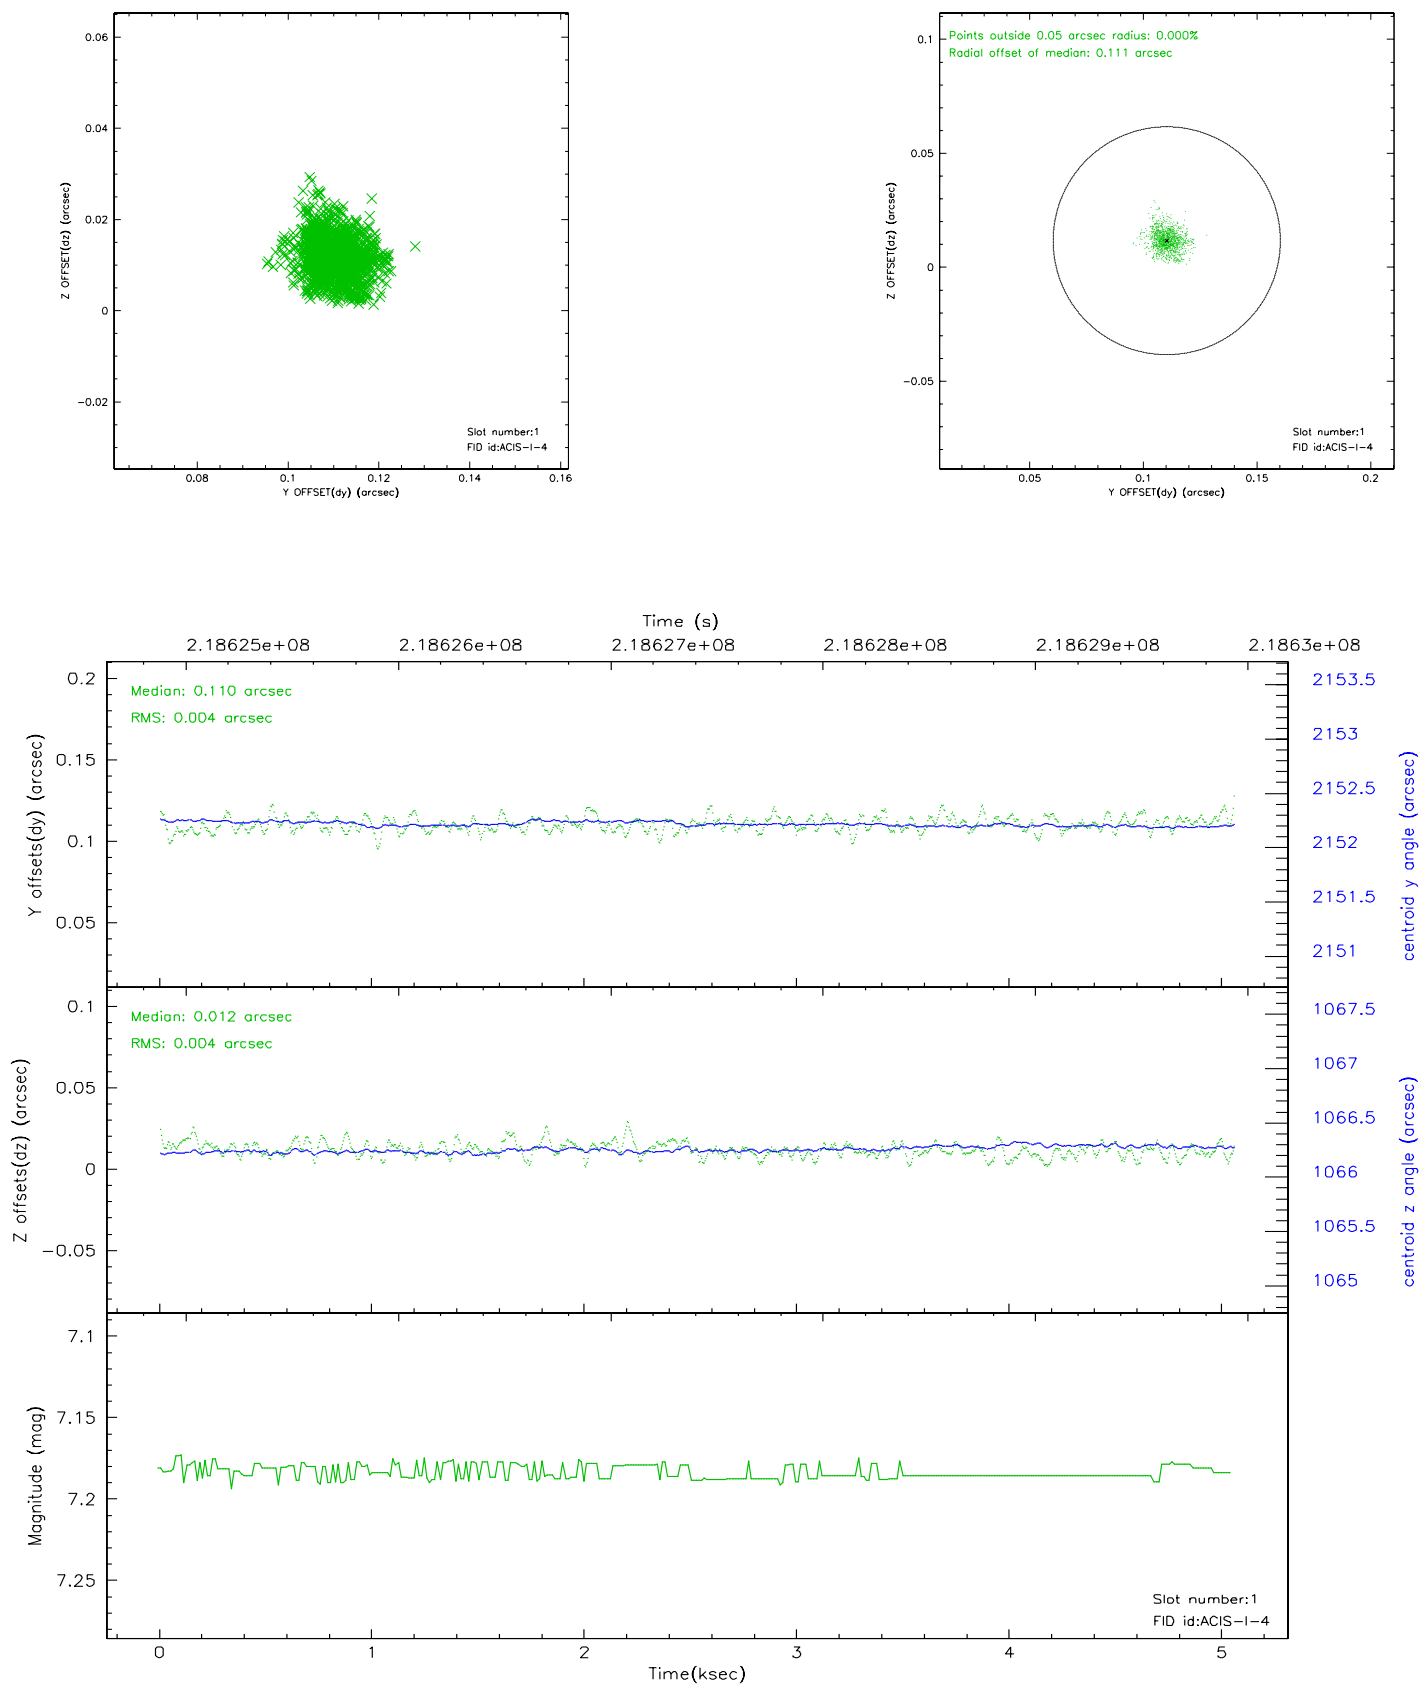 0.06
0.04
0.02
0
-0.02
Z OFFSET(dz) (arcsec)
0.08 0.1 0.12 0.14 0.16
Y OFFSET(dy) (arcsec)
Slot number:1
FID id:ACIS-I-4
Points outside 0.05 arcsec radius: 0.000%
Radial offset of median: 0.111 arcsec
0.1
0.05
0
-0.05
Z OFFSET(dz) (arcsec)
0.05 0.1 0.15 0.2
Y OFFSET(dy) (arcsec)
Slot number:1
FID id:ACIS-I-4
Time (s)
2.18625e+08 2.18626e+08 2.18627e+08 2.18628e+08 2.18629e+08 2.1863e+08
Median: 0.110 arcsec
RMS: 0.004 arcsec
0.2
0.15
0.1
0.05
Y offsets(dy) (arcsec)
2153.5
2153
2152.5
2152
2151.5
2151
centroid y angle (arcsec)
Median: 0.012 arcsec
RMS: 0.004 arcsec
0.1
0.05
0
-0.05
Z offsets(dz) (arcsec)
1067.5
1067
1066.5
1066
1065.5
1065
centroid z angle (arcsec)
7.1
7.15
7.2
7.25
Magnitude (mag)
Slot number:1
FID id:ACIS-I-4
0 1 2 3 4 5
Time(ksec)